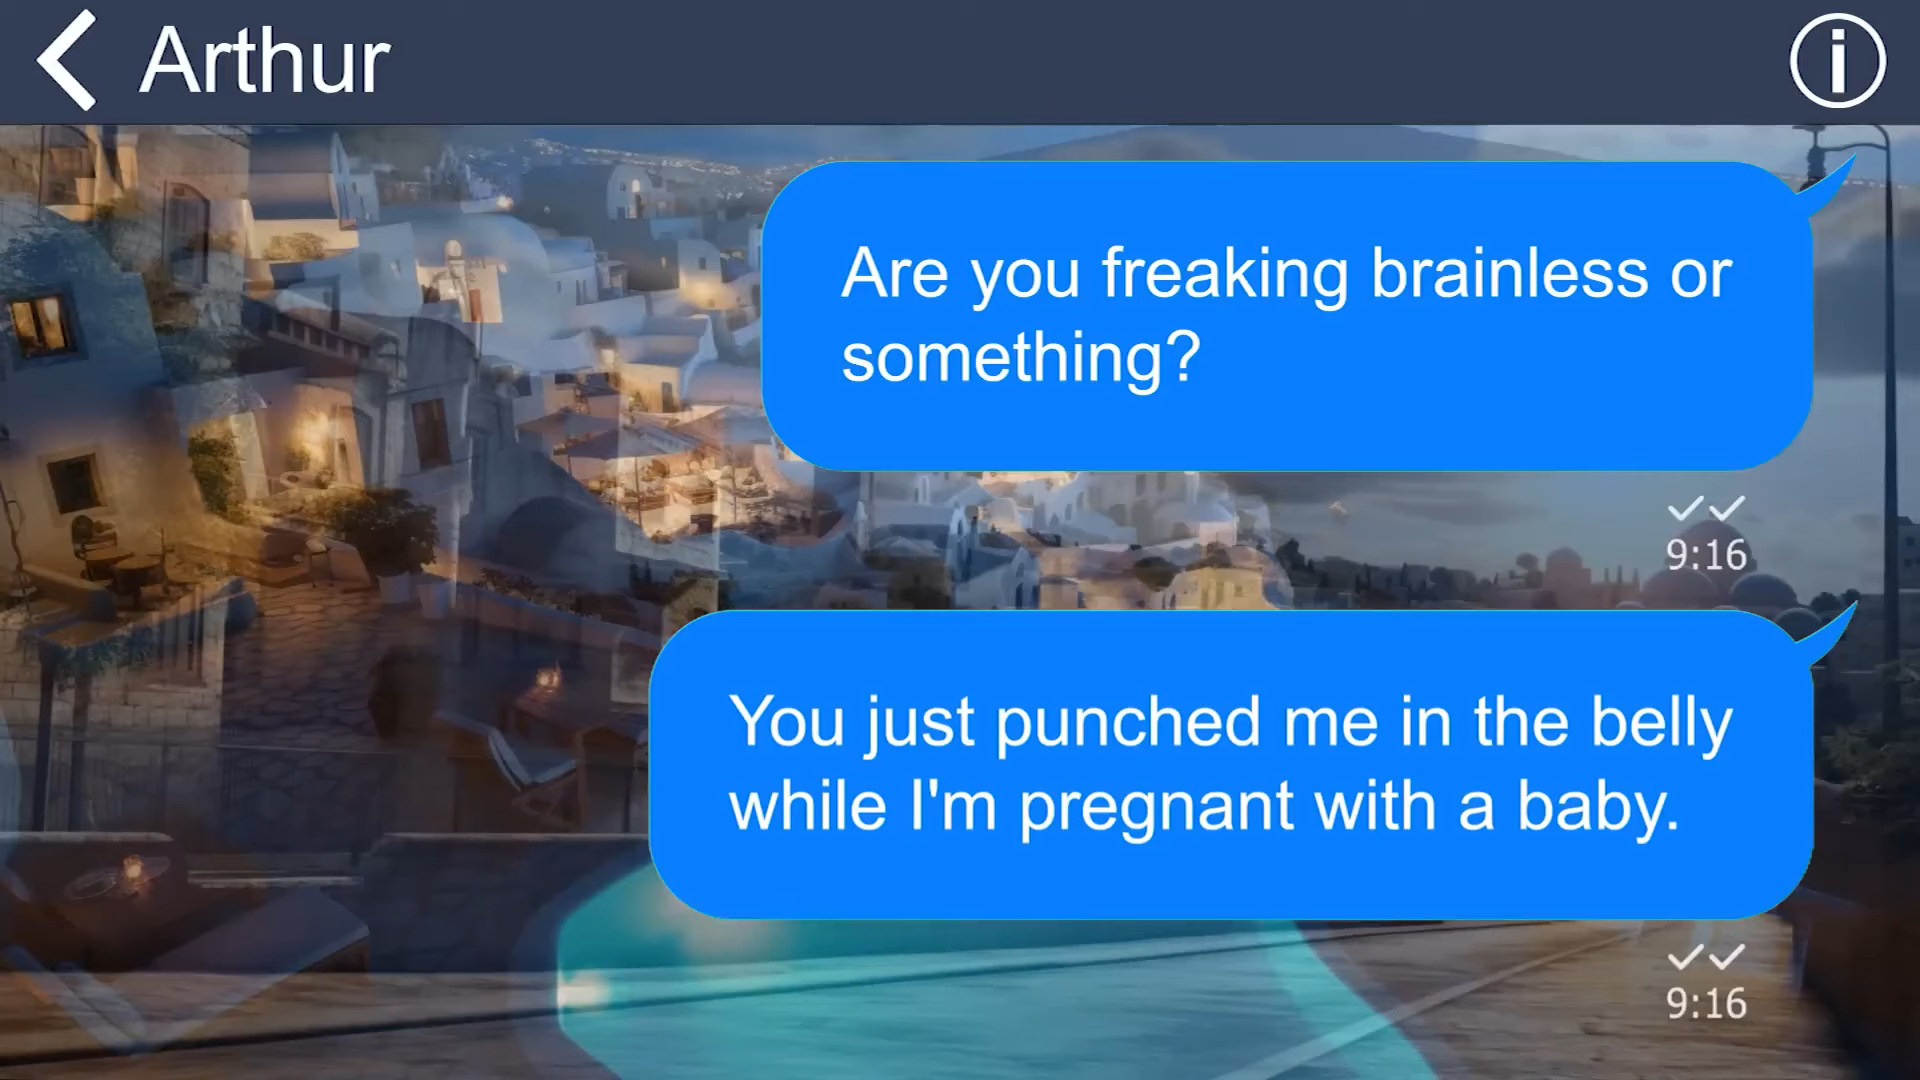 Arthur
Are you freaking brainless or
something?
9:16
You just punched me in the belly
while I'm pregnant with a baby.
9:16